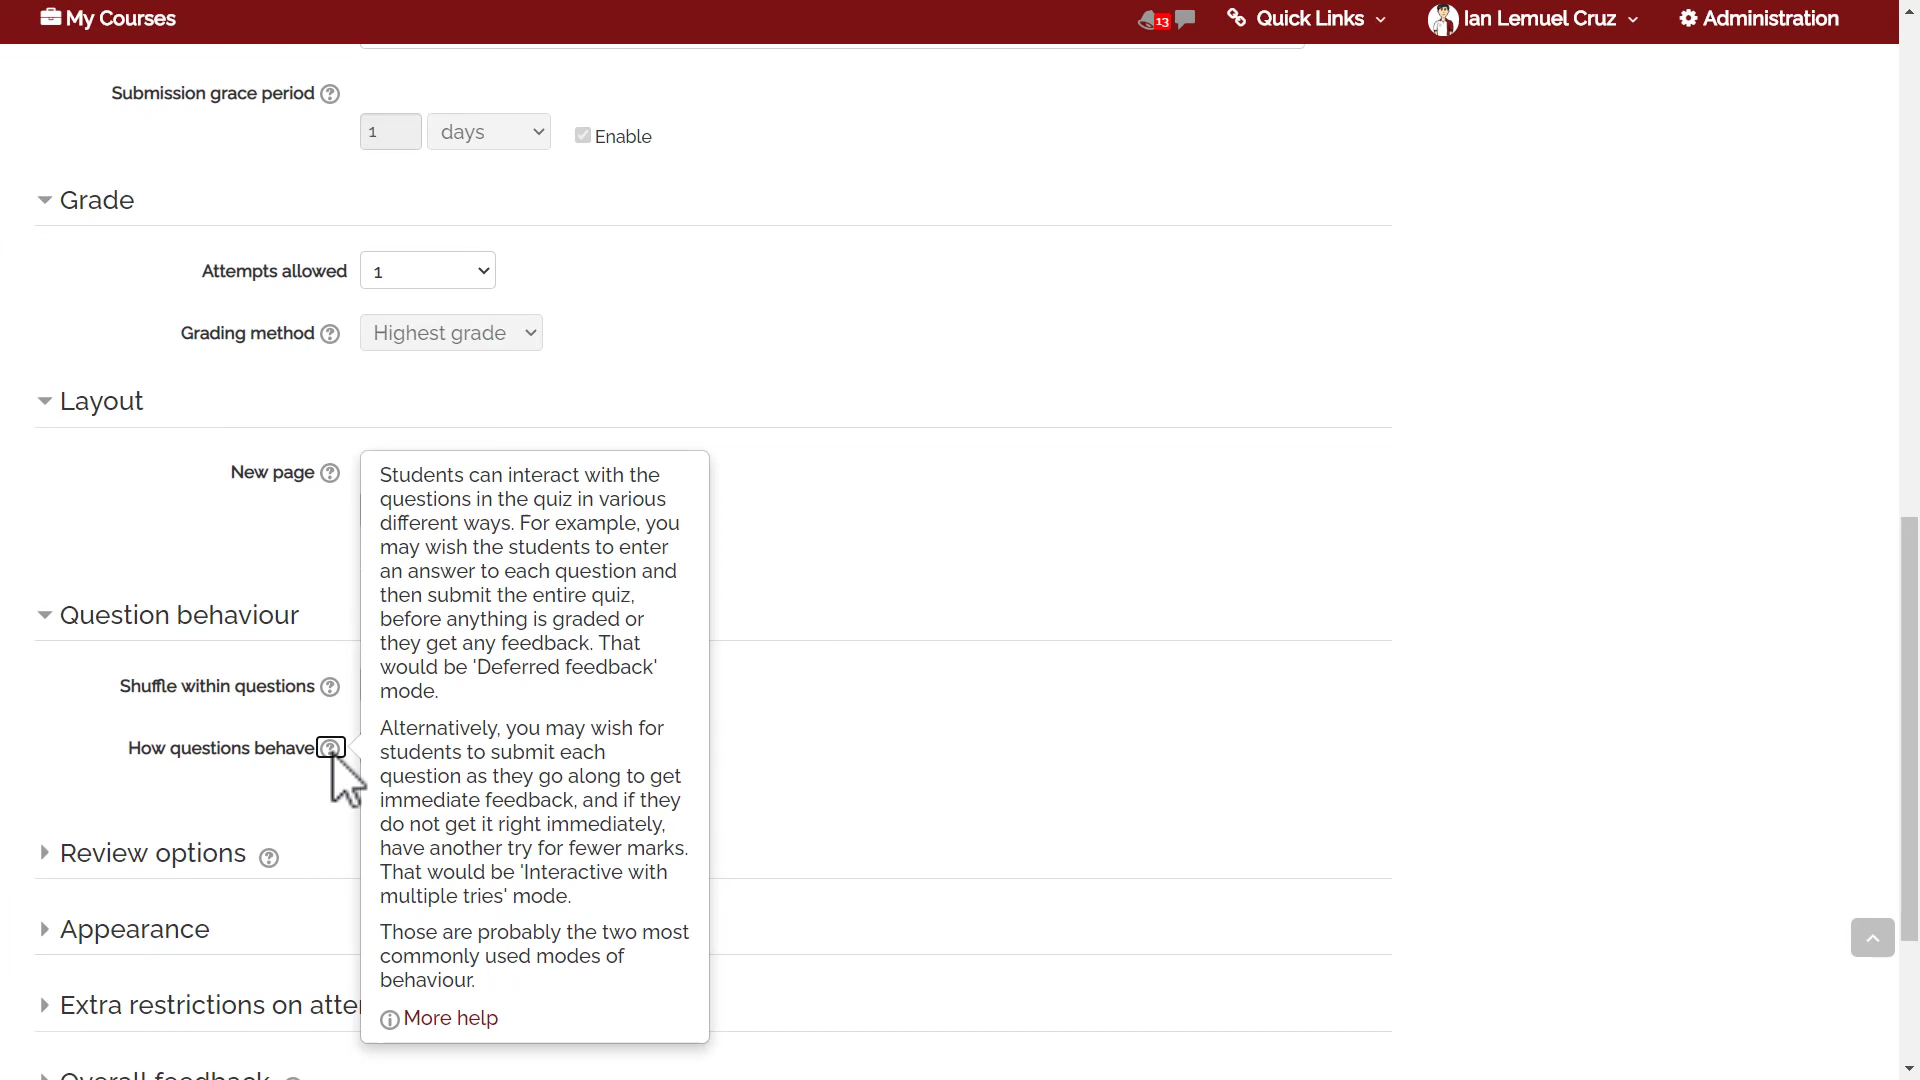 My Courses
13
Quick Links
Ian Lemuel Cruz
Administration
Submission grace period
1
days
Enable
Grade
Attempts allowed
1
Grading method
Highest grade
Layout
New page
Students can interact with the
questions in the quiz in various
different ways. For example, you
may wish the students to enter
an answer to each question and
then submit the entire quiz,
before anything is graded or
they get any feedback. That
would be 'Deferred feedback'
mode.
Alternatively, you may wish for
students to submit each
question as they go along to get
immediate feedback, and if they
do not get it right immediately,
have another try for fewer marks.
That would be 'Interactive with
multiple tries' mode.
Those are probably the two most
commonly used modes of
behaviour.
More help
Question behaviour
Shuffle within questions
How questions behave
Review options
Appearance
Extra restrictions on atte
Overall feedback